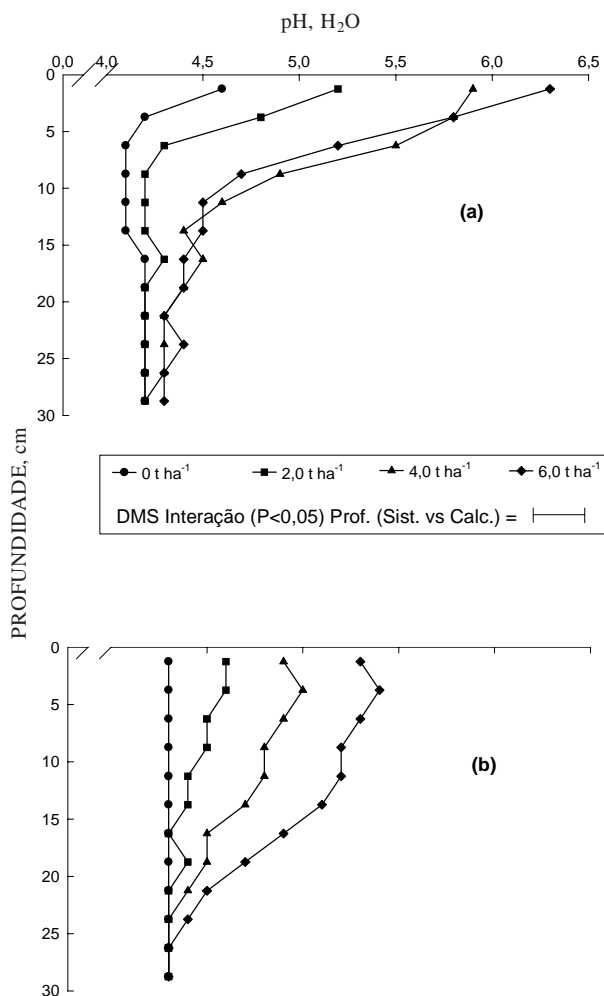 pH, H₂O
0,0 4,0 4,5 5,0 5,5 6,0 6,5
0
5
10
(a)
15
20
25
30
PROFUNDIDADE, cm
0 t ha⁻¹ 2,0 t ha⁻¹ 4,0 t ha⁻¹ 6,0 t ha⁻¹
DMS Interação (P<0,05) Prof. (Sist. vs Calc.) =
0
5
10
(b)
15
20
25
30